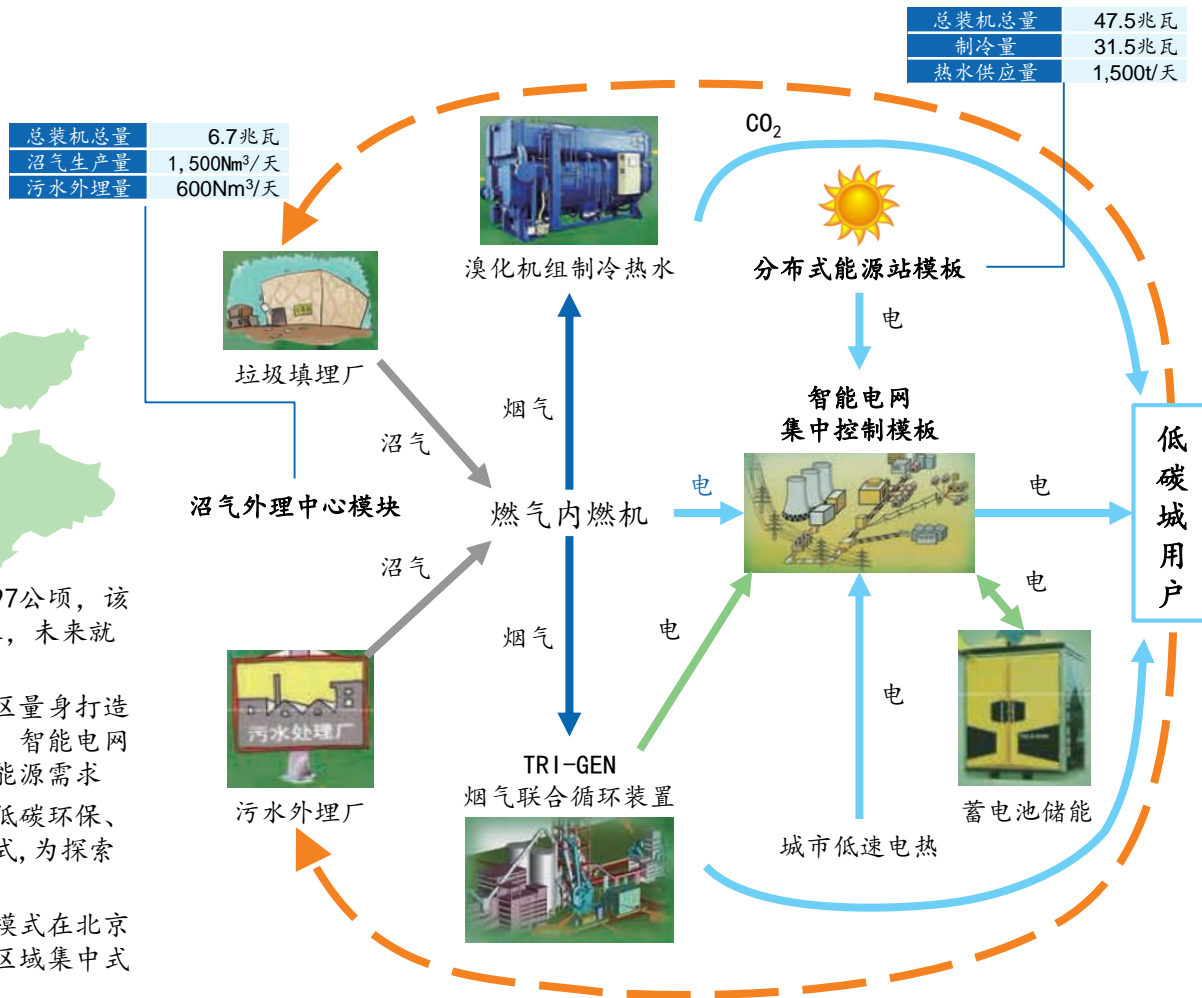 总装机总量 47.5兆瓦
制冷量 31.5兆瓦
热水供应量 1,500t/天
总装机总量 6.7兆瓦
沼气生产量 1,500Nm³/天
污水外埋量 600Nm³/天
CO₂
溴化机组制冷热水
分布式能源站模板
电
垃圾填埋厂
烟气
智能电网
集中控制模板
沼气
低碳城用户
沼气外理中心模块
燃气内燃机
电
电
沼气
烟气
电
电
电
97公顷，该
，未来就
区量身打造
智能电网
能源需求
低碳环保、
式,为探索
模式在北京
区域集中式
污水处理厂
污水外埋厂
TRI-GEN
烟气联合循环装置
蓄电池储能
城市低速电热